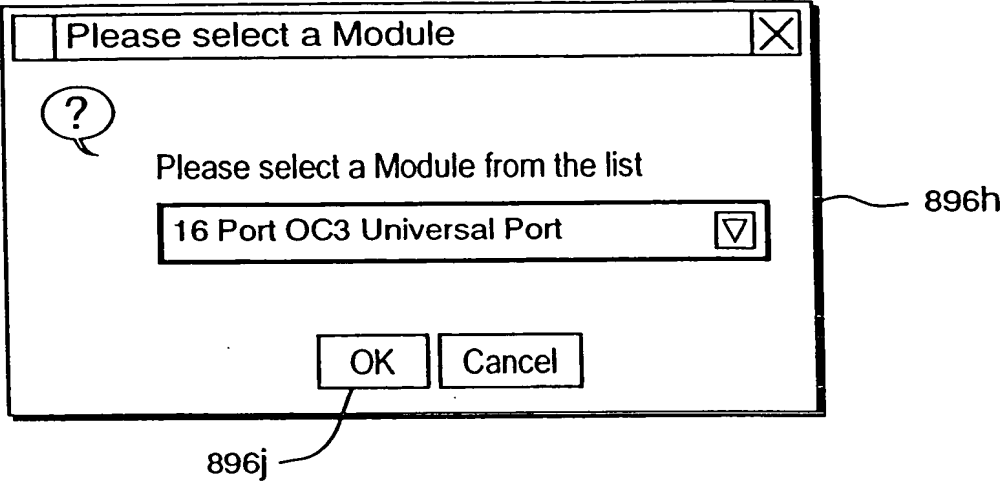 Please select a Module
?
Please select a Module from the list
896h
16 Port OC3 Universal Port
OK Cancel
896j